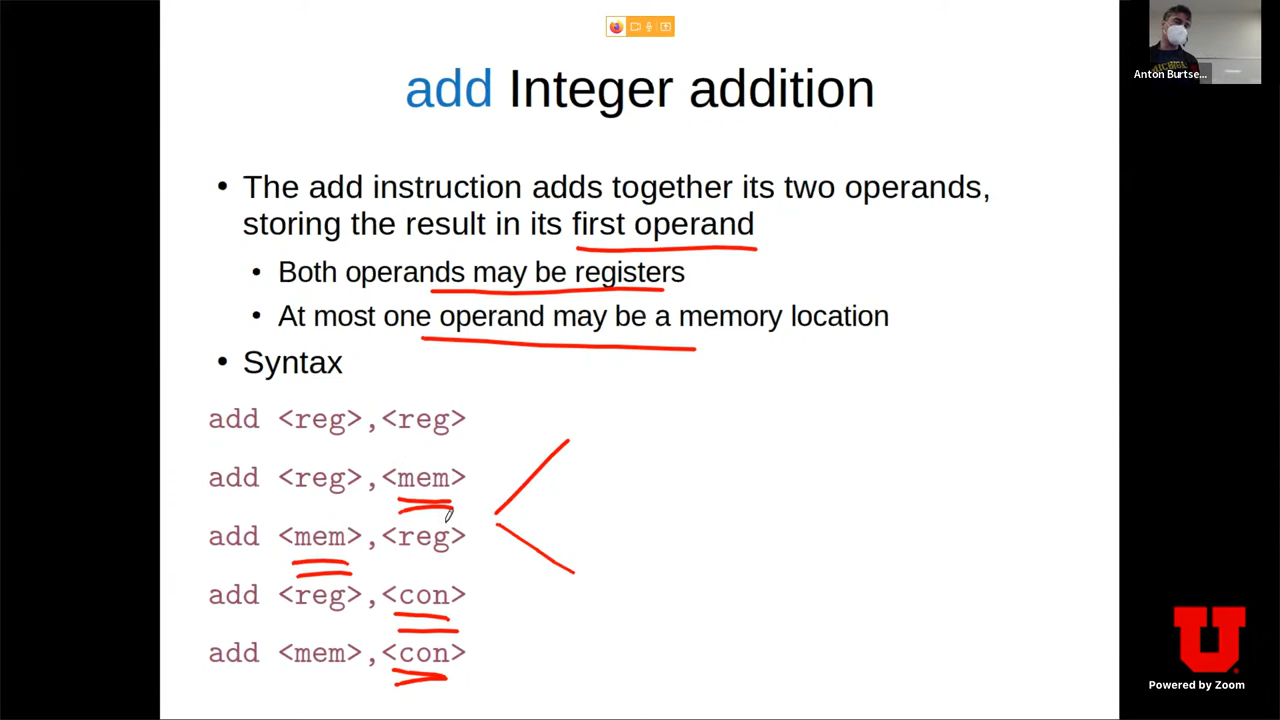 add Integer addition
• The add instruction adds together its two operands,
storing the result in its first operand
• Both operands may be registers
• At most one operand may be a memory location
• Syntax
add <reg>,<reg>
add <reg>,<mem>
add <mem>,<reg>
add <reg>,<con>
add <mem>,<con>
Anton Burtse...
U
Powered by Zoom